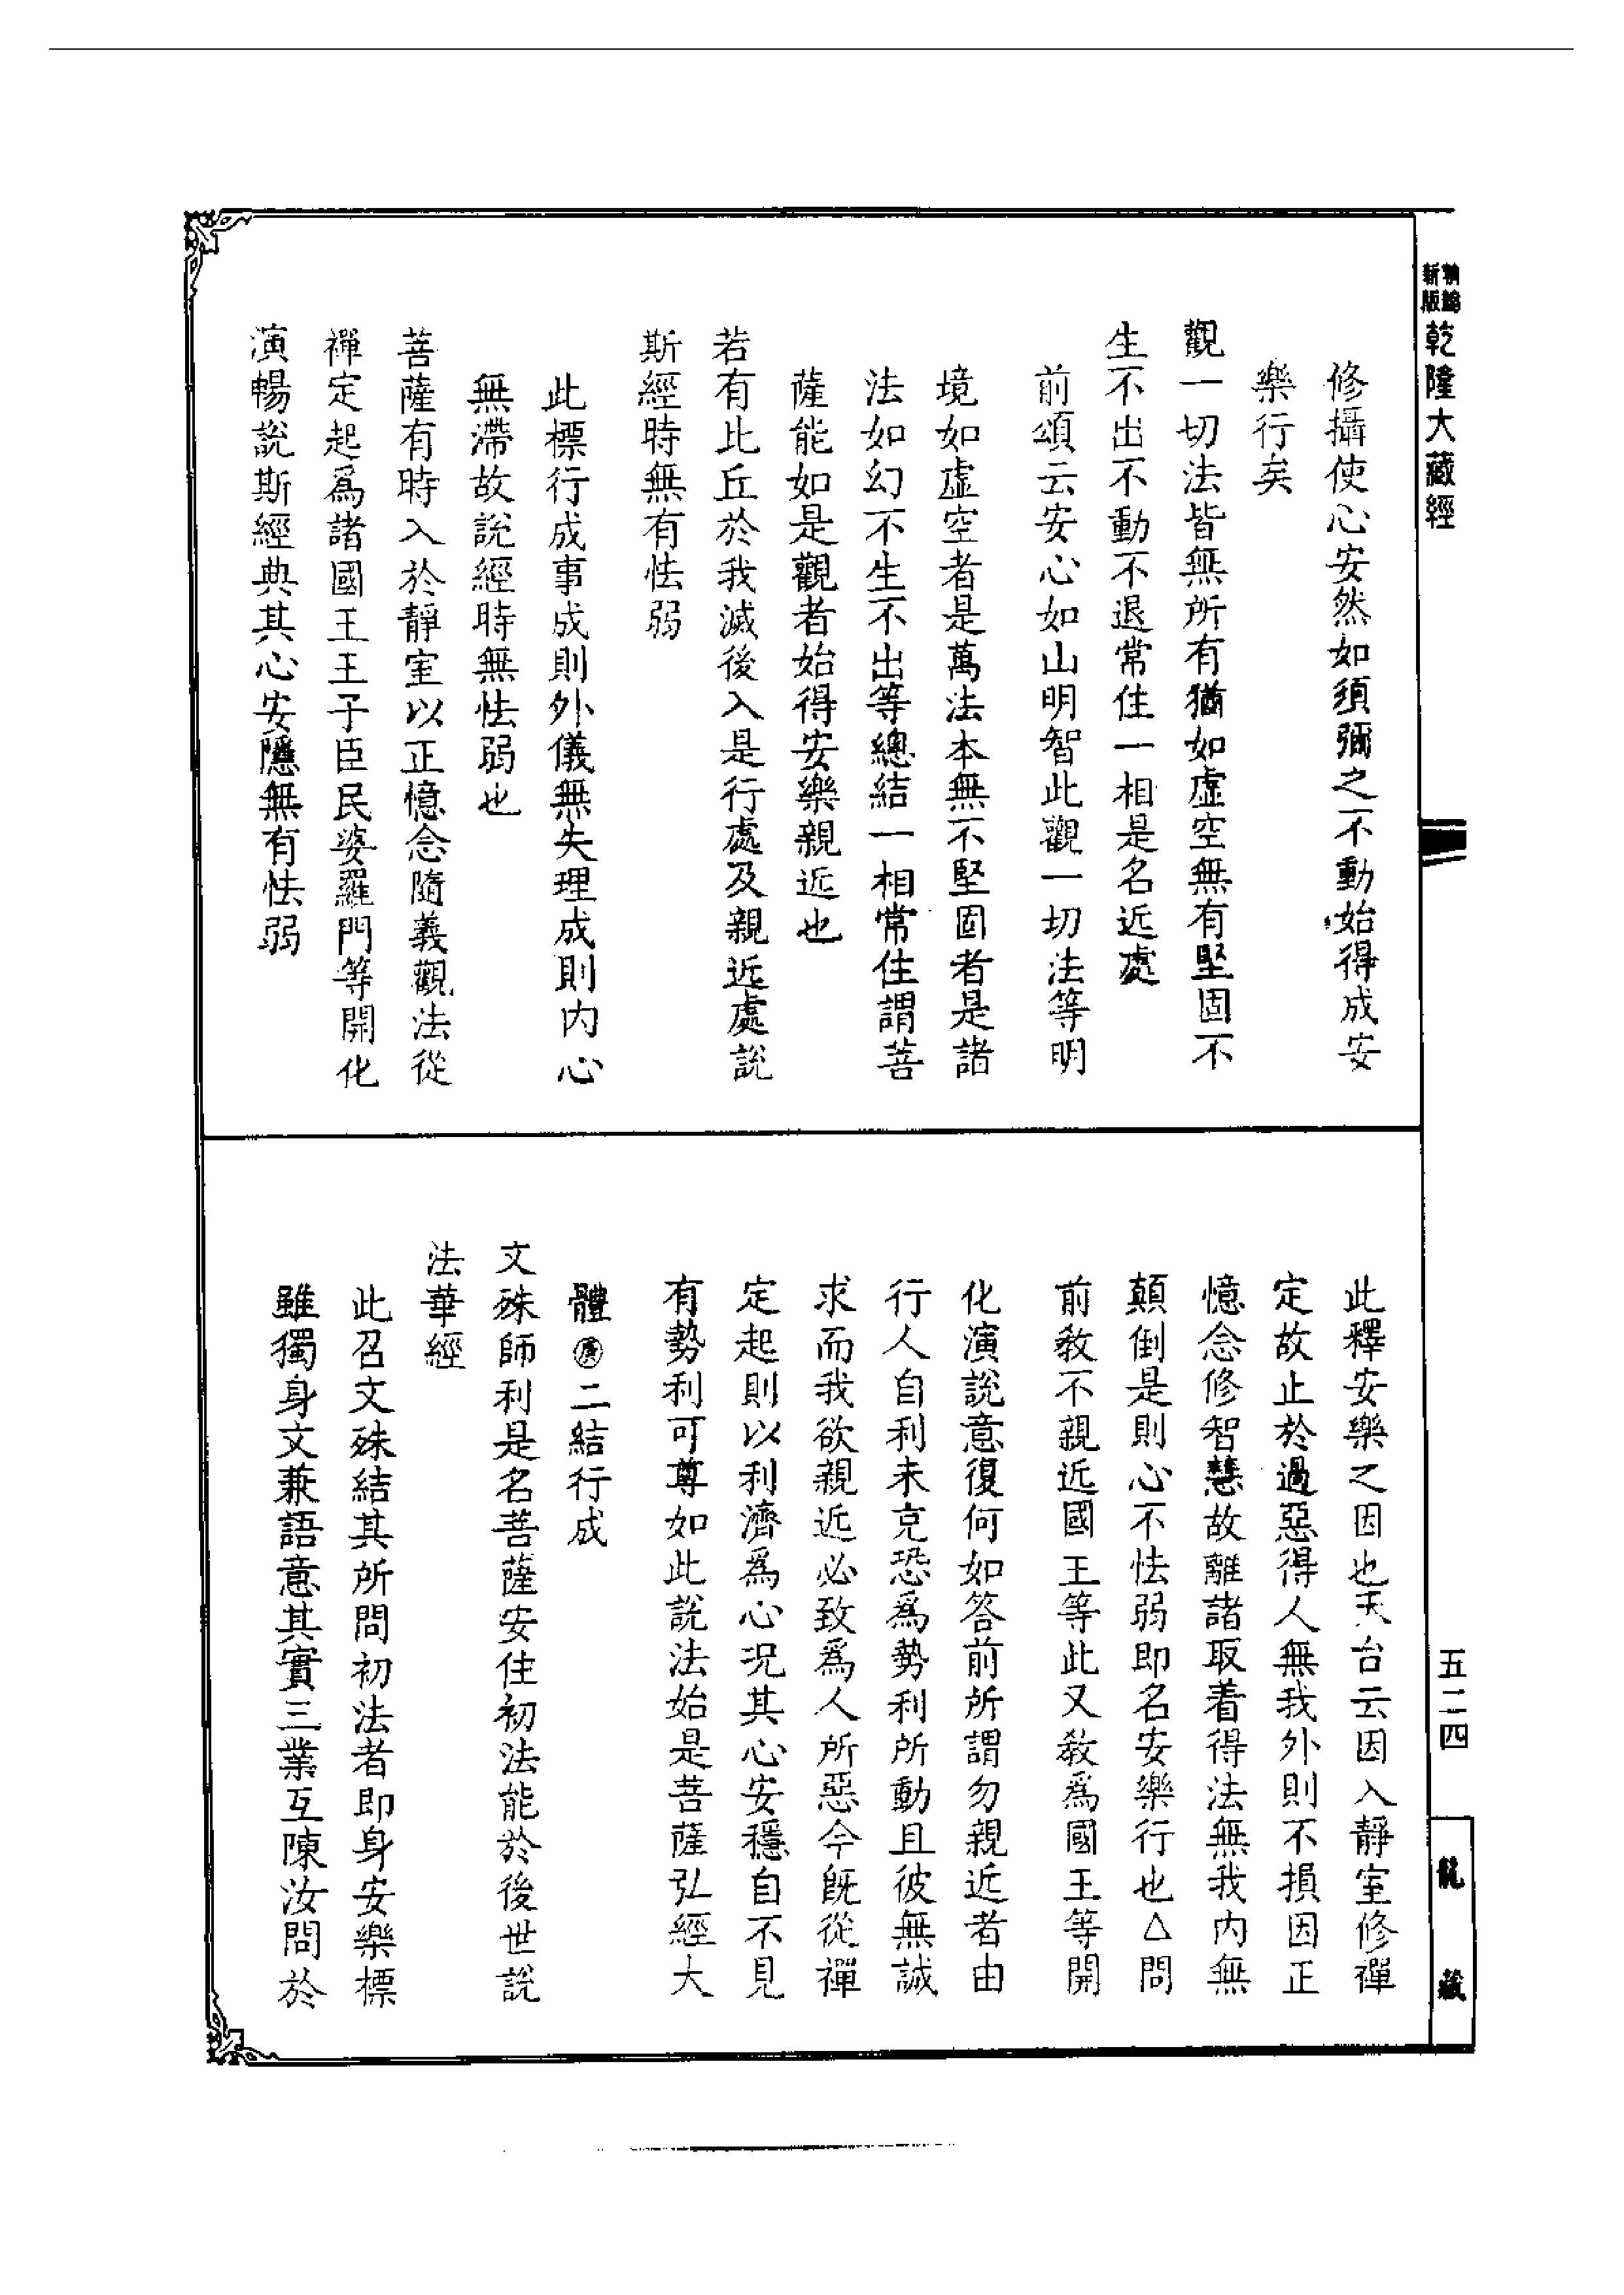 新編
新版
乾隆大藏經
修攝使心安然如須彌之不動始得成安
樂行矣
觀一切法皆無所有猶如虛空無有堅固不
生不出不動不退常住一相是名近處
前頌云安心如山明智此觀一切法等明
境如虛空者是萬法本無不堅固者是諸
法如幻不生不出等總結一相常住謂菩
薩能如是觀者始得安樂親近也
若有此丘於我滅後入是行處及親近處說
斯經時無有怯弱
此標行成事成則外儀無失理成則内心
無滯故說經時無怯弱也
菩薩有時入於靜室以正憶念隨義觀法從
禪定起爲諸國王王子臣民婆羅門等開化
演暢說斯經典其心安隱無有怯弱
此釋安樂之因也天台云因入靜室修禪
定故止於過惡得人無我外則不損因正
憶念修智慧故離諸取着得法無我内無
顛倒是則心不怯弱即名安樂行也△問
前教不親近國王等此又教爲國王等開
化演說意復何如答前所謂勿親近者由
行人自利未克恐爲勢利所動且彼無誠
求而我欲親近必致爲人所惡今既從禪
定起則以利濟爲心况其心安穩自不見
有勢利可尊如此說法始是菩薩弘經大
體㊎二結行成
文殊師利是名菩薩安住初法能於後世說
法華經
此召文殊結其所問初法者即身安樂標
雖獨身文兼語意其實三業互陳汝問於
五二四
龍藏